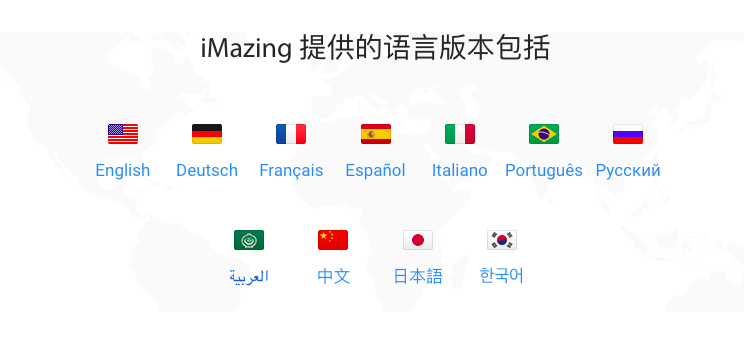 iMazing 提供的语言版本包括
English Deutsch Français Español Italiano Português Русский
العربية 中文 日本語 한국어